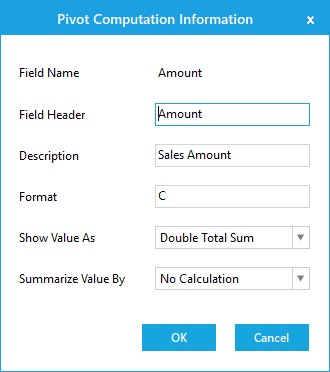 Pivot Computation Information x
Field Name Amount
Field Header Amount
Description Sales Amount
Format C
Show Value As Double Total Sum
Summarize Value By No Calculation
OK Cancel